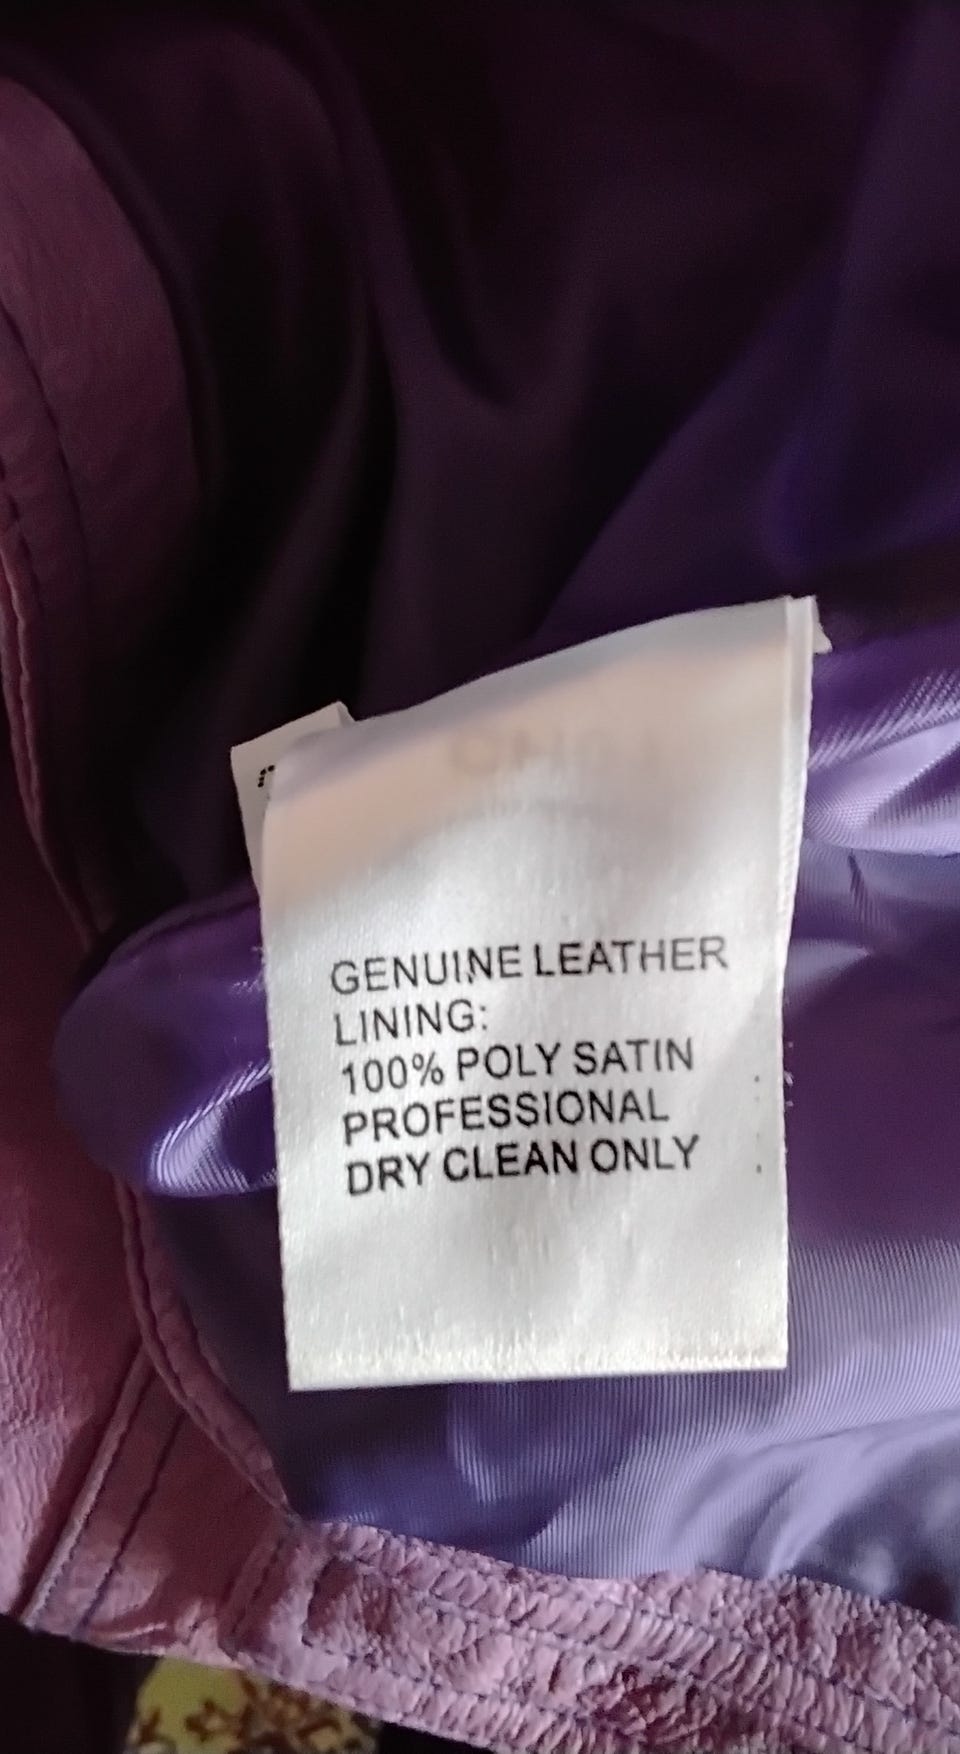 GENUINE LEATHER
LINING:
100% POLY SATIN
PROFESSIONAL
DRY CLEAN ONLY